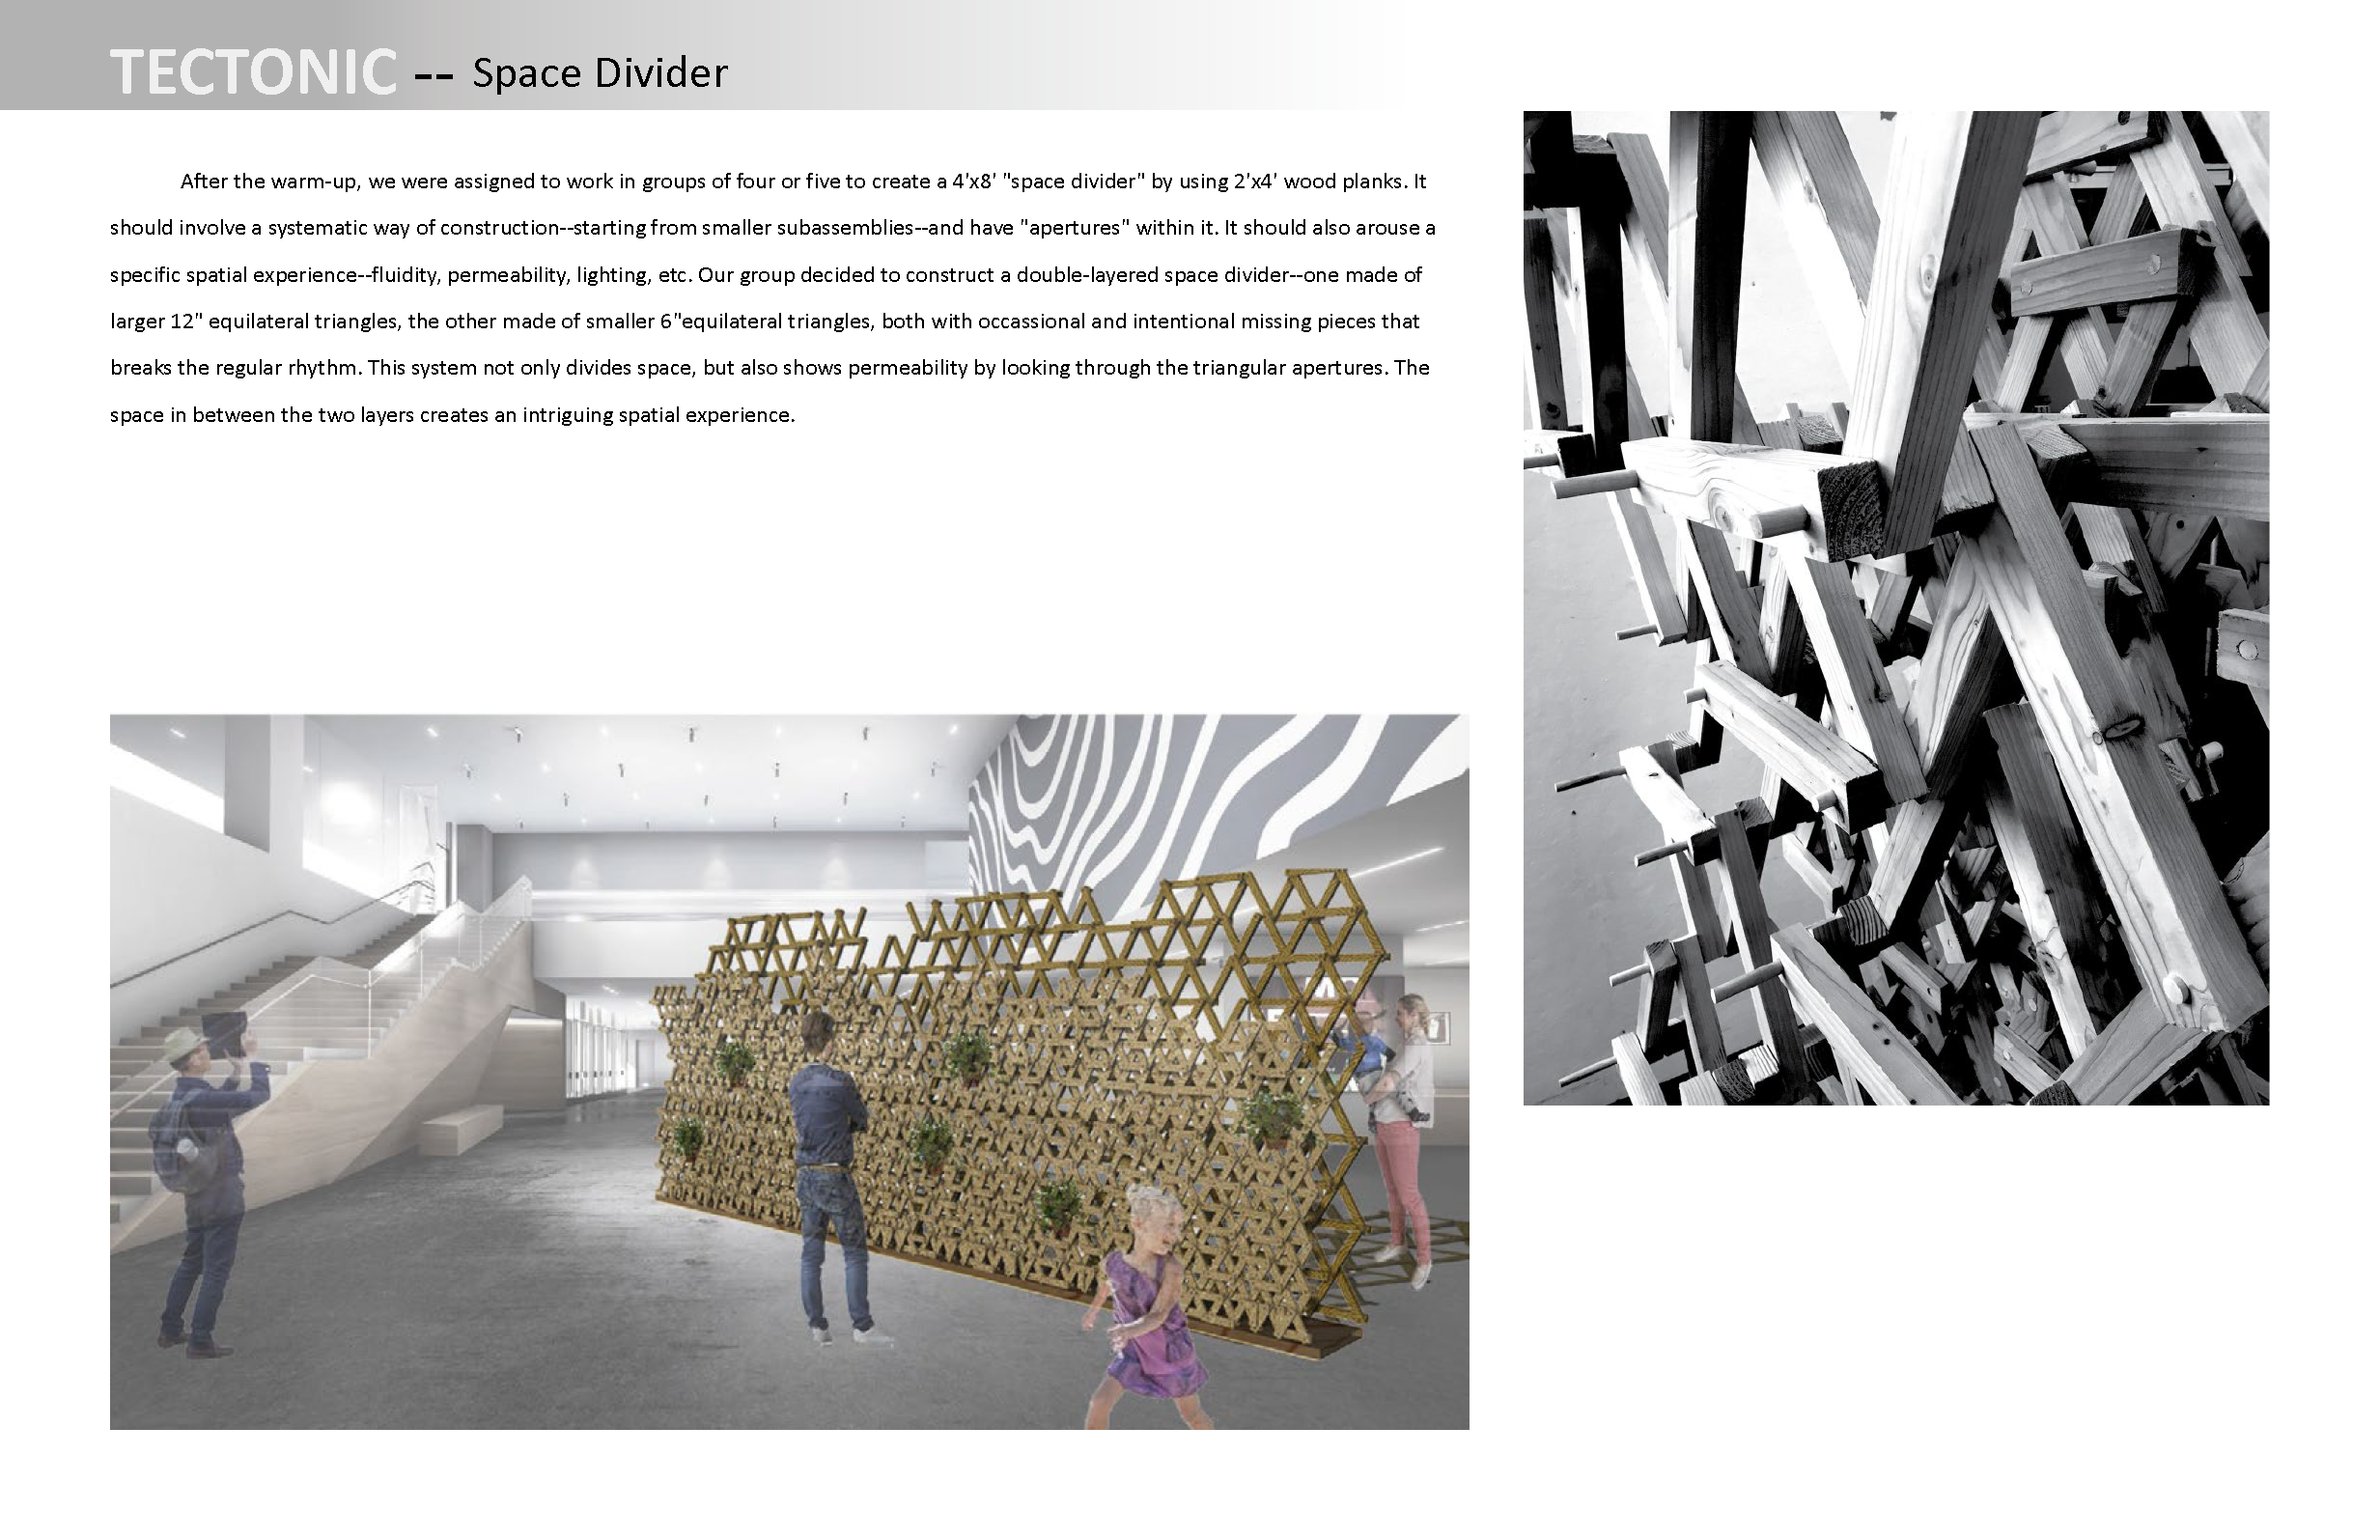 TECTONIC -- Space Divider
After the warm-up, we were assigned to work in groups of four or five to create a 4'x8' "space divider" by using 2'x4' wood planks. It
should involve a systematic way of construction--starting from smaller subassemblies--and have "apertures" within it. It should also arouse a
specific spatial experience--fluidity, permeability, lighting, etc. Our group decided to construct a double-layered space divider--one made of
larger 12" equilateral triangles, the other made of smaller 6"equilateral triangles, both with occassional and intentional missing pieces that
breaks the regular rhythm. This system not only divides space, but also shows permeability by looking through the triangular apertures. The
space in between the two layers creates an intriguing spatial experience.